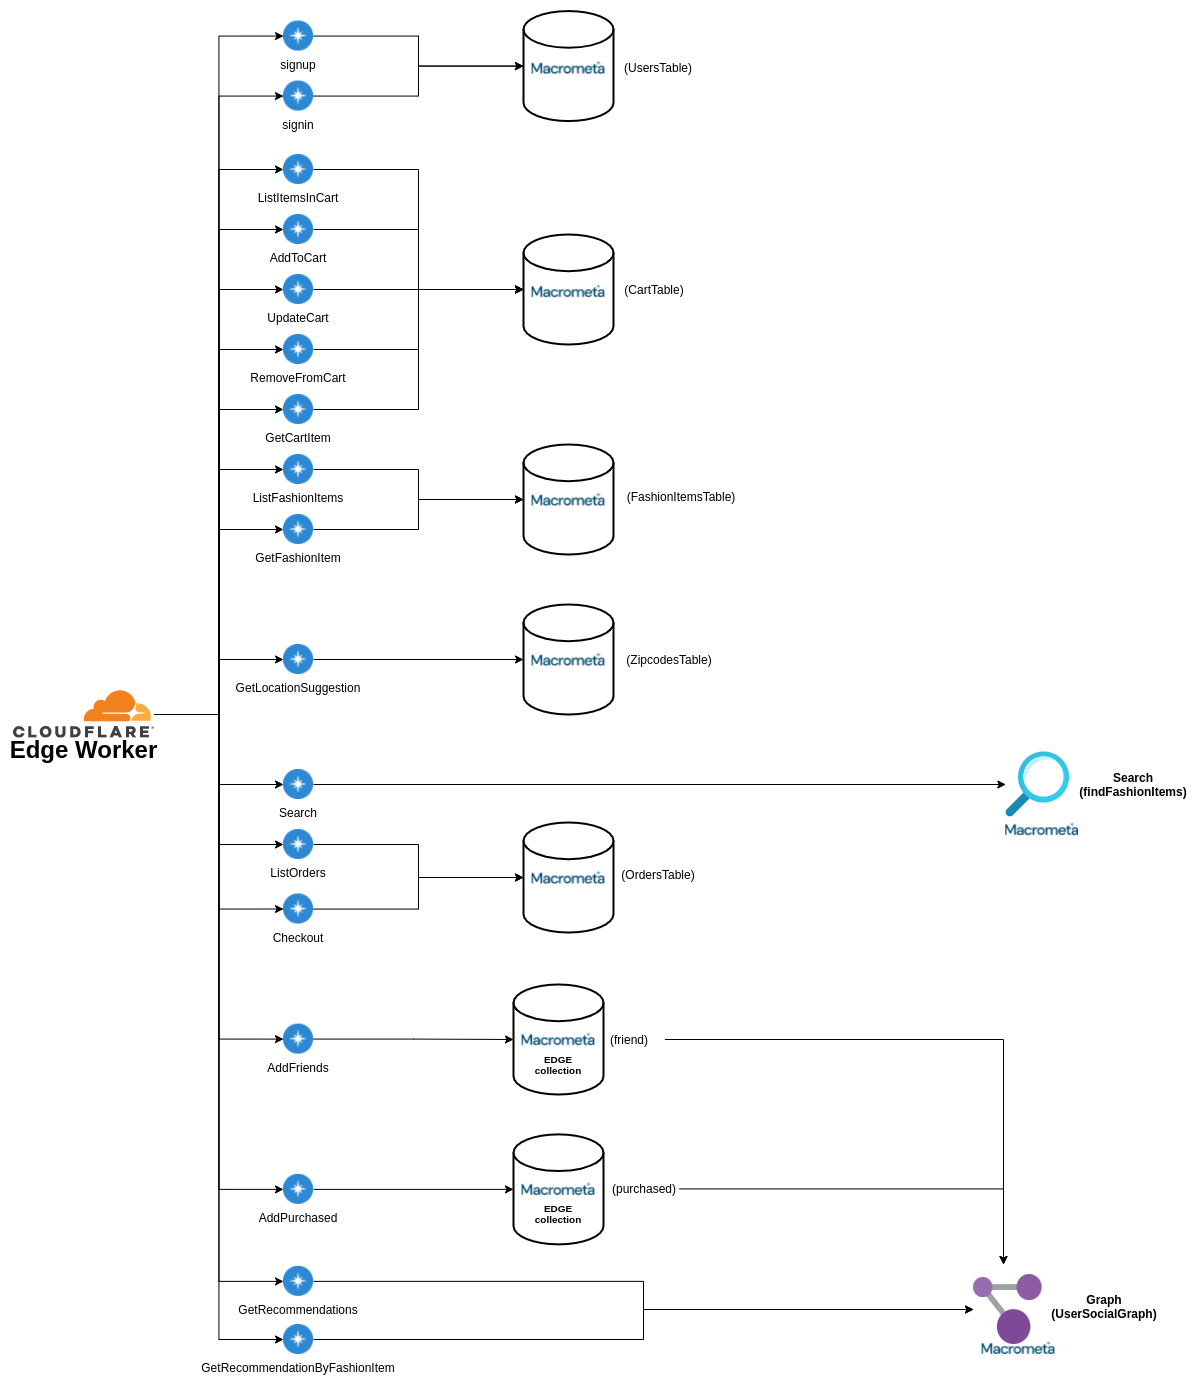 signup
Macrometa
(UsersTable)
signin
ListItemsInCart
AddToCart
Macrometa
(CartTable)
UpdateCart
RemoveFromCart
GetCartItem
ListFashionItems
Macrometa
(FashionItemsTable)
GetFashionItem
Macrometa
(ZipcodesTable)
GetLocationSuggestion
CLOUDFLARE
Edge Worker
Search
Search
(findFashionItems)
Macrometa
ListOrders
Macrometa
(OrdersTable)
Checkout
AddFriends
Macrometa
EDGE
collection
(friend)
AddPurchased
Macrometa
EDGE
collection
(purchased)
GetRecommendations
Graph
(UserSocialGraph)
Macrometa
GetRecommendationByFashionItem